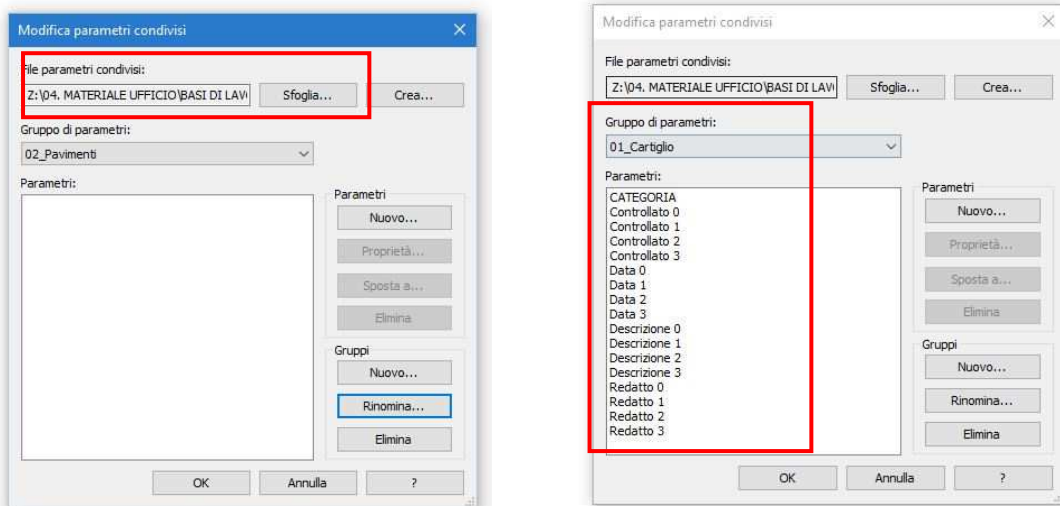 Modifica parametri condivisi
File parametri condivisi:
Z:\04. MATERIALE UFFICIO\BASI DI LAV
Sfoglia...
Crea...
Gruppo di parametri:
02_Pavimenti
Parametri:
Parametri
Nuovo...
Proprietà...
Sposta a...
Elimina
Gruppi
Nuovo...
Rinomina...
Elimina
OK
Annulla
?
Modifica parametri condivisi
File parametri condivisi:
Z:\04. MATERIALE UFFICIO\BASI DI LAV
Sfoglia...
Crea...
Gruppo di parametri:
01_Cartiglio
Parametri:
CATEGORIA
Controllato 0
Controllato 1
Controllato 2
Controllato 3
Data 0
Data 1
Data 2
Data 3
Descrizione 0
Descrizione 1
Descrizione 2
Descrizione 3
Redatto 0
Redatto 1
Redatto 2
Redatto 3
Parametri
Nuovo...
Proprietà...
Sposta a...
Elimina
Gruppi
Nuovo...
Rinomina...
Elimina
OK
Annulla
?